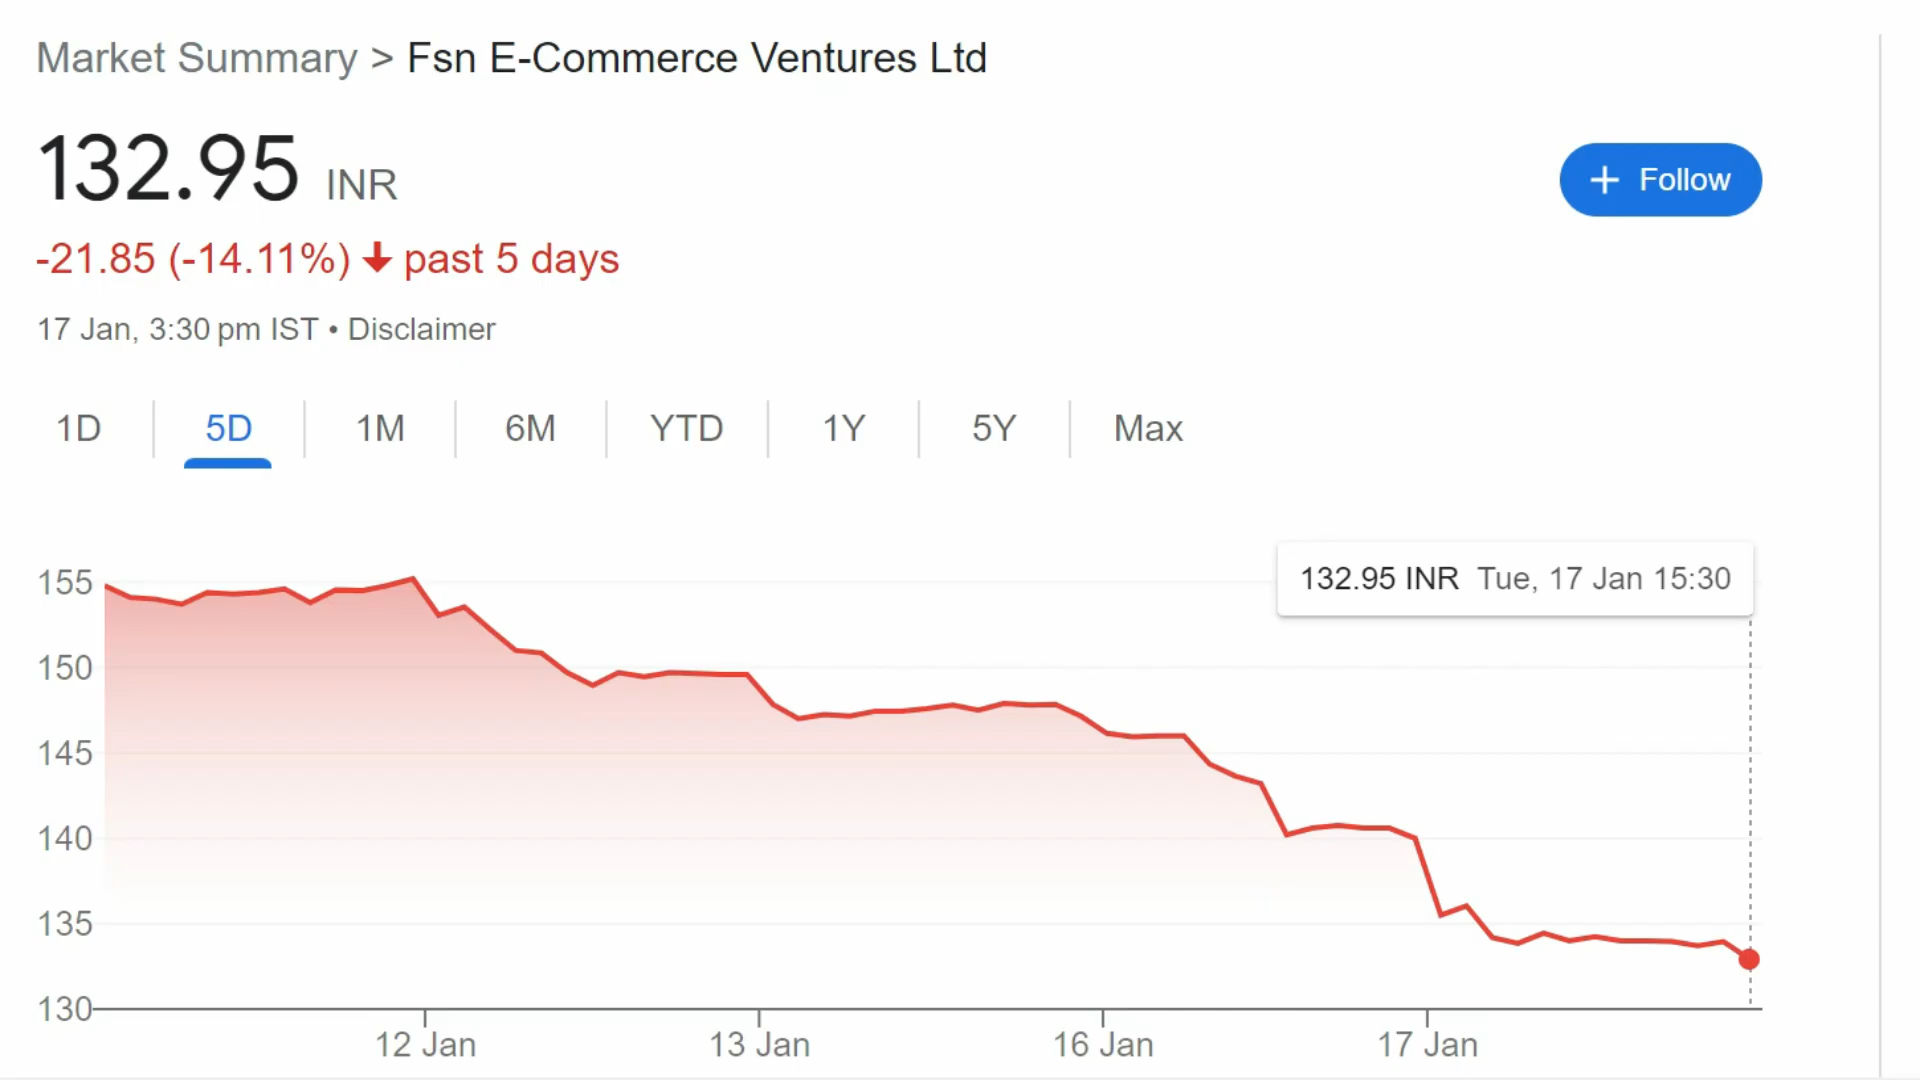 Market Summary > Fsn E-Commerce Ventures Ltd
132.95 INR
+ Follow
-21.85 (-14.11%) ↓ past 5 days
17 Jan, 3:30 pm IST • Disclaimer
1D 5D 1M 6M YTD 1Y 5Y Max
132.95 INR Tue, 17 Jan 15:30
155
150
145
140
135
130
12 Jan 13 Jan 16 Jan 17 Jan